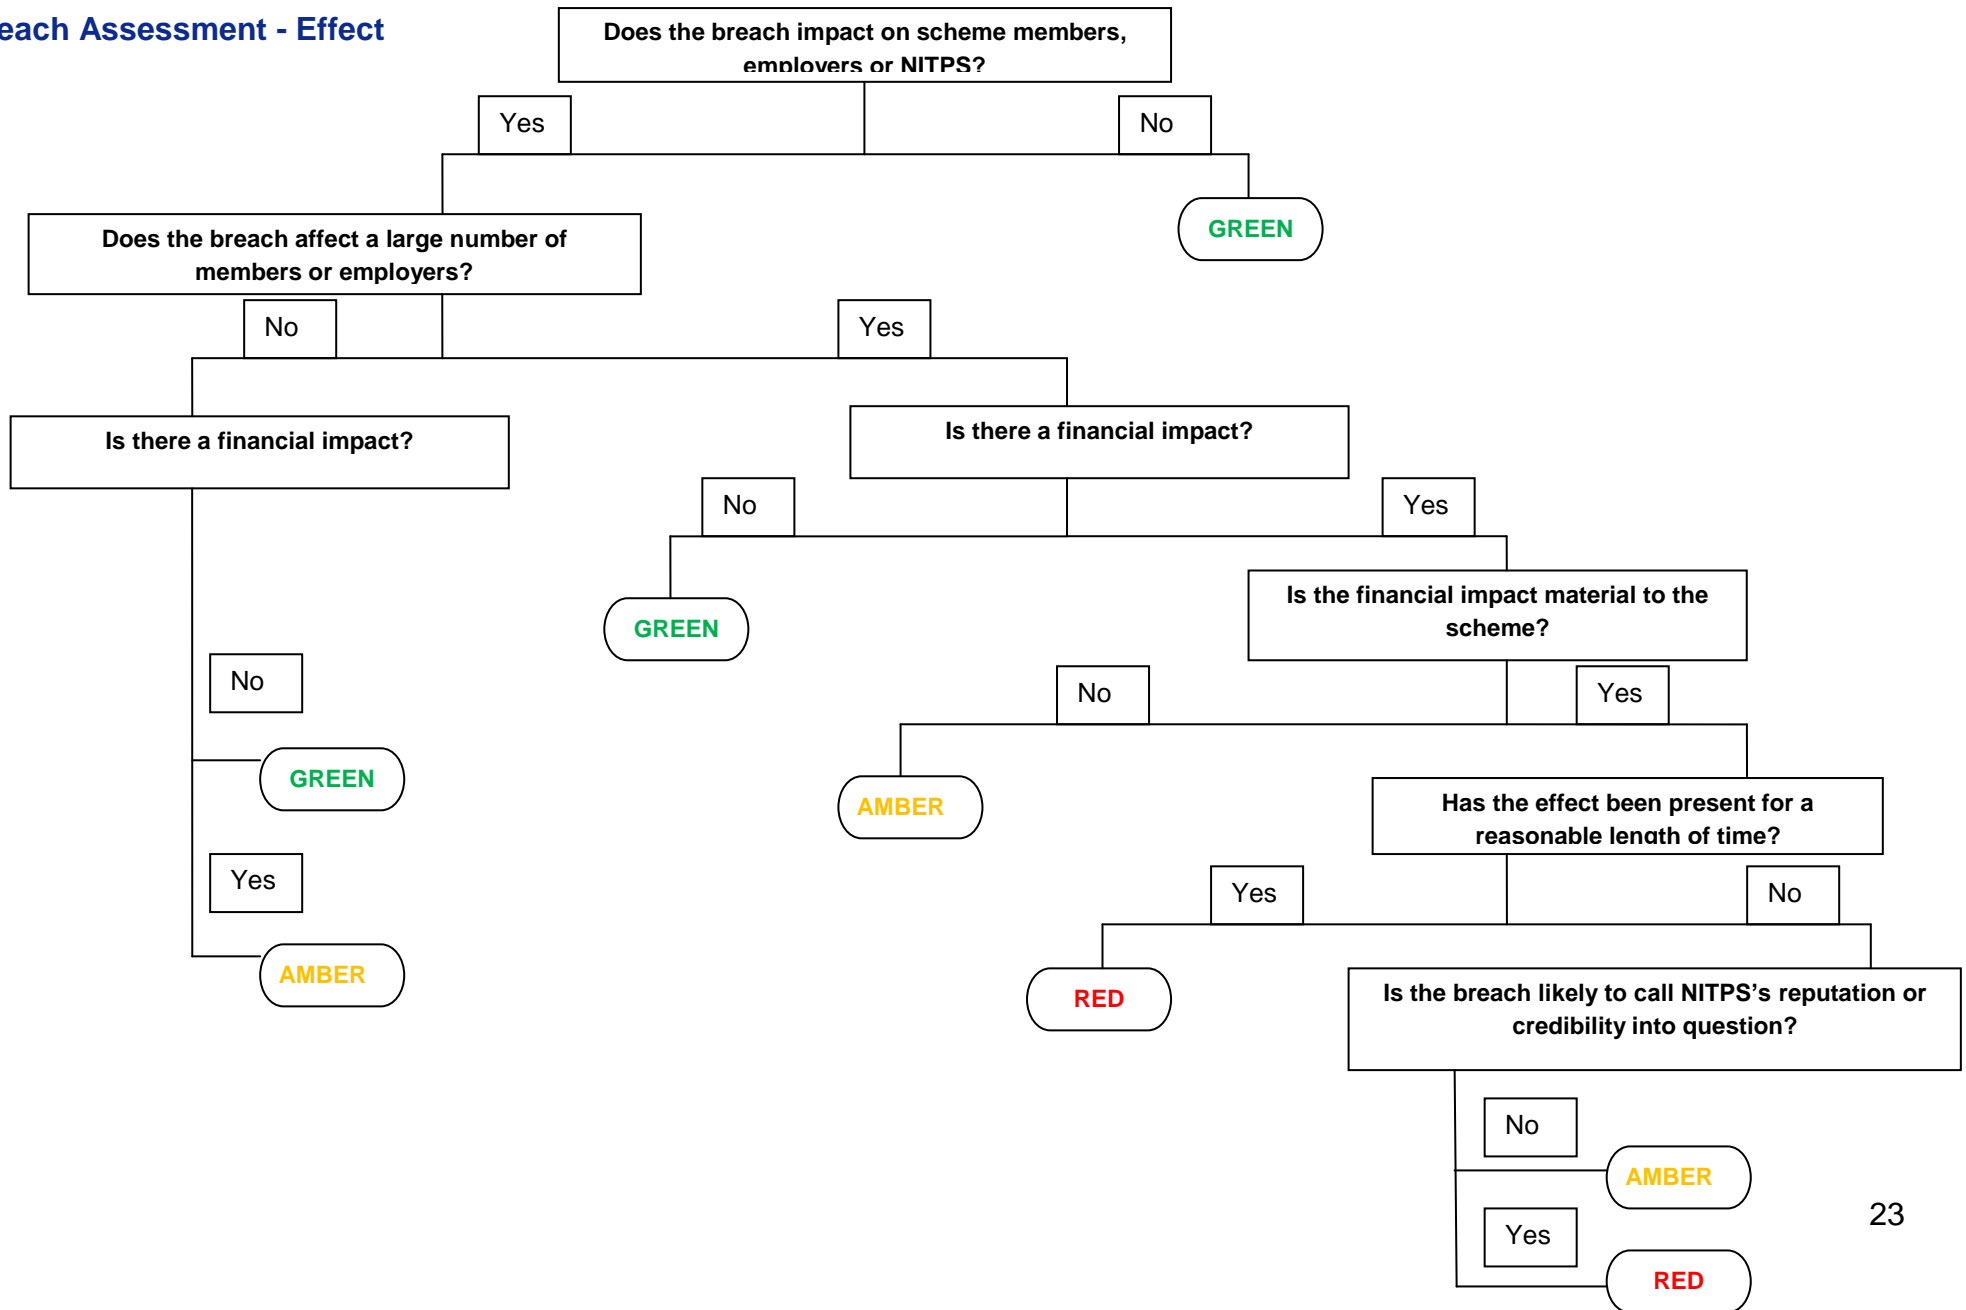 each Assessment - Effect
Does the breach impact on scheme members,
employers or NITPS?
Yes
No
GREEN
Does the breach affect a large number of
members or employers?
No
Yes
Is there a financial impact?
Is there a financial impact?
No
Yes
Is the financial impact material to the
scheme?
GREEN
No
No
Yes
GREEN
AMBER
Has the effect been present for a
reasonable length of time?
Yes
Yes
No
AMBER
RED
Is the breach likely to call NITPS’s reputation or
credibility into question?
No
AMBER
23
Yes
RED